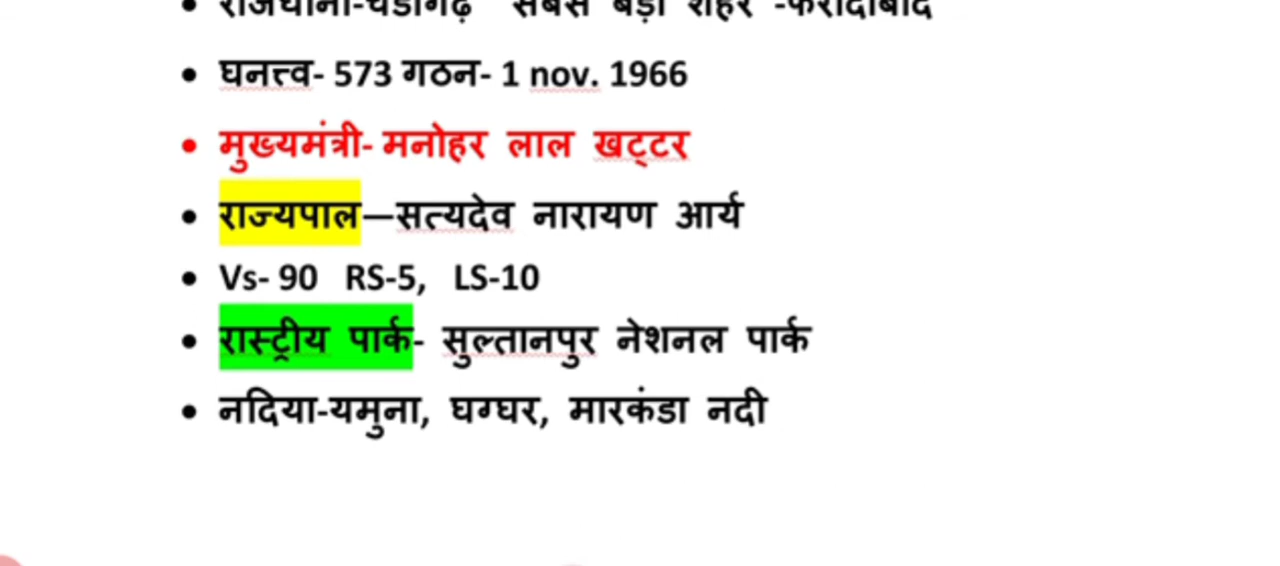 • राजधानी-चंडीगढ़ सबसे बड़ा शहर -फरीदाबाद
• घनत्त्व- 573 गठन- 1 nov. 1966
• मुख्यमंत्री- मनोहर लाल खट्टर
• राज्यपाल—सत्यदेव नारायण आर्य
• Vs- 90 RS-5, LS-10
• रास्ट्रीय पार्क- सुल्तानपुर नेशनल पार्क
• नदिया-यमुना, घग्घर, मारकंडा नदी